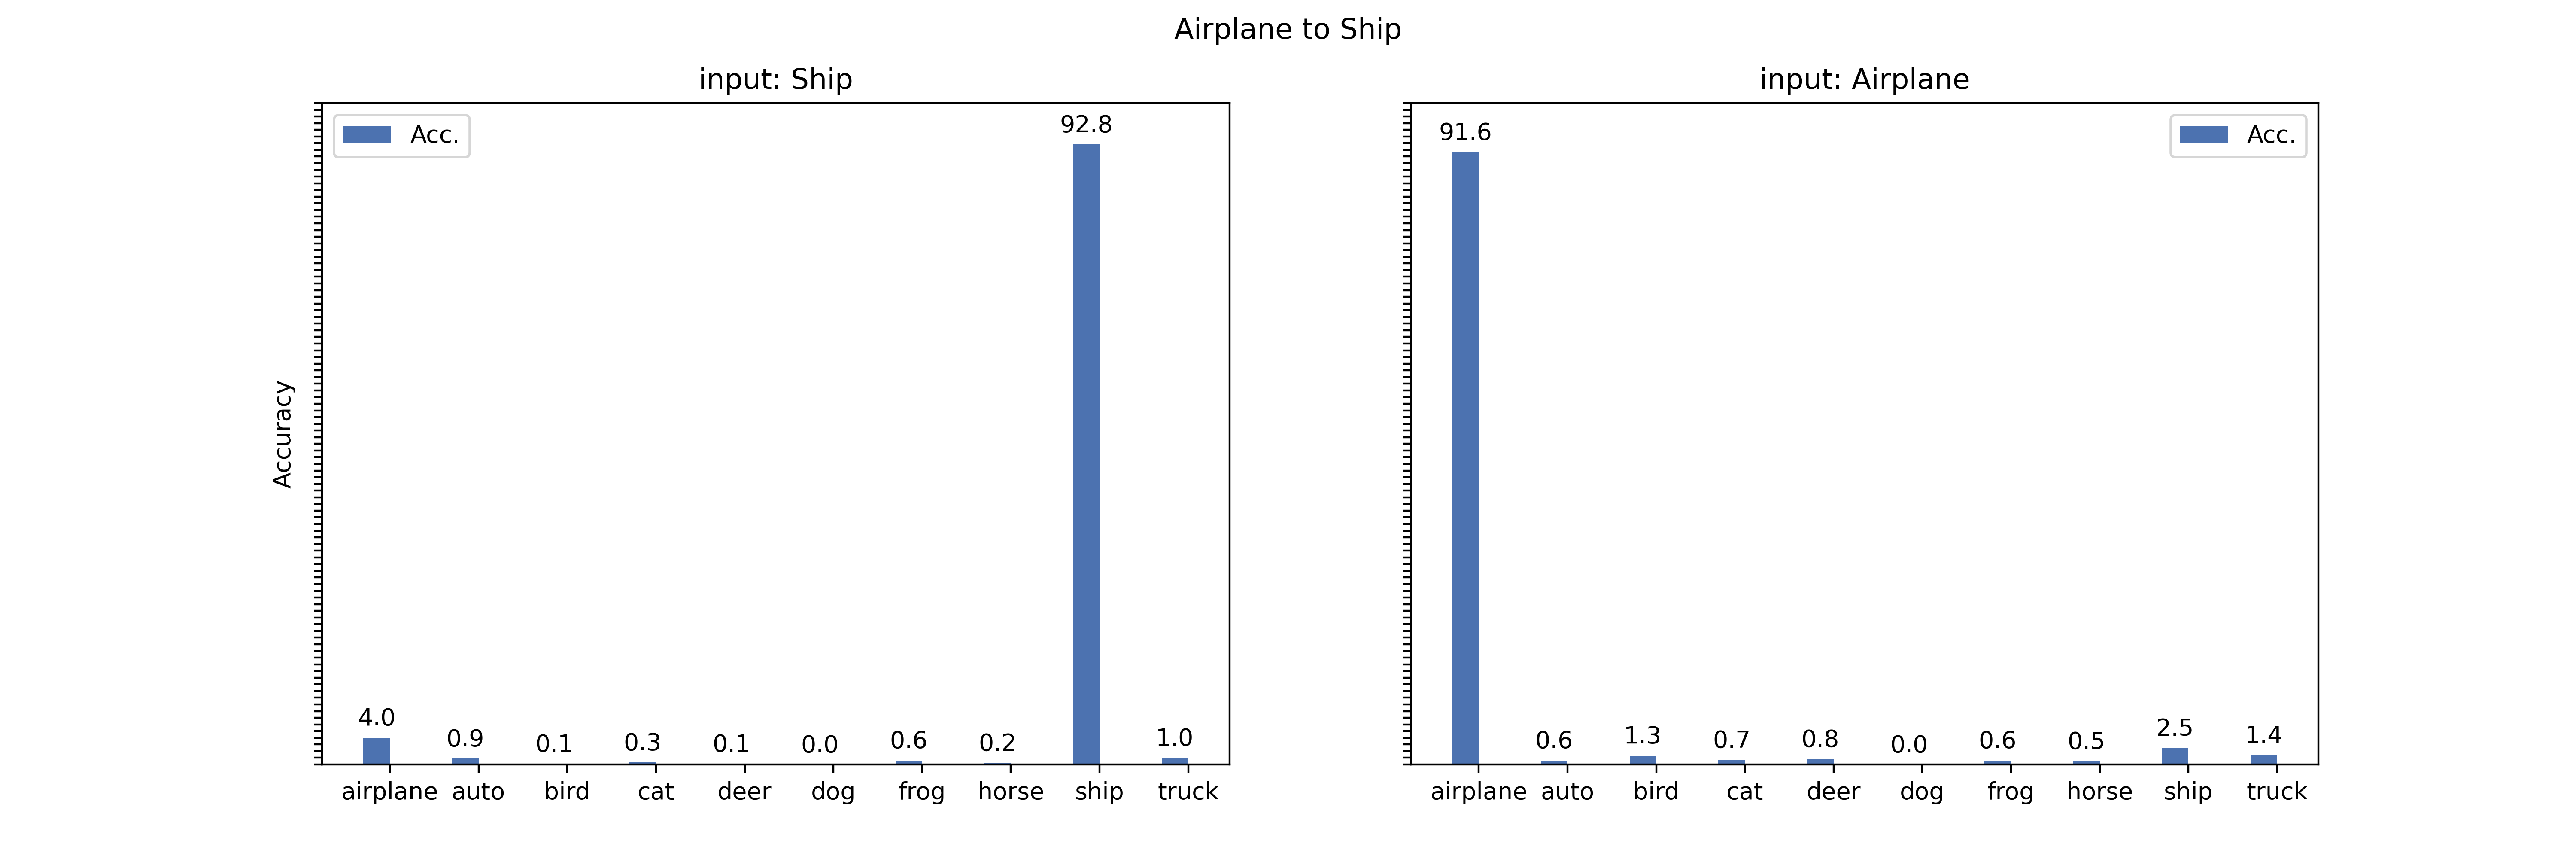 Airplane to Ship
input: Ship
Acc.
92.8
Accuracy
4.0 0.9 0.1 0.3 0.1 0.0 0.6 0.2 1.0
airplane auto bird cat deer dog frog horse ship truck
input: Airplane
91.6
Acc.
0.6 1.3 0.7 0.8 0.0 0.6 0.5 2.5 1.4
airplane auto bird cat deer dog frog horse ship truck